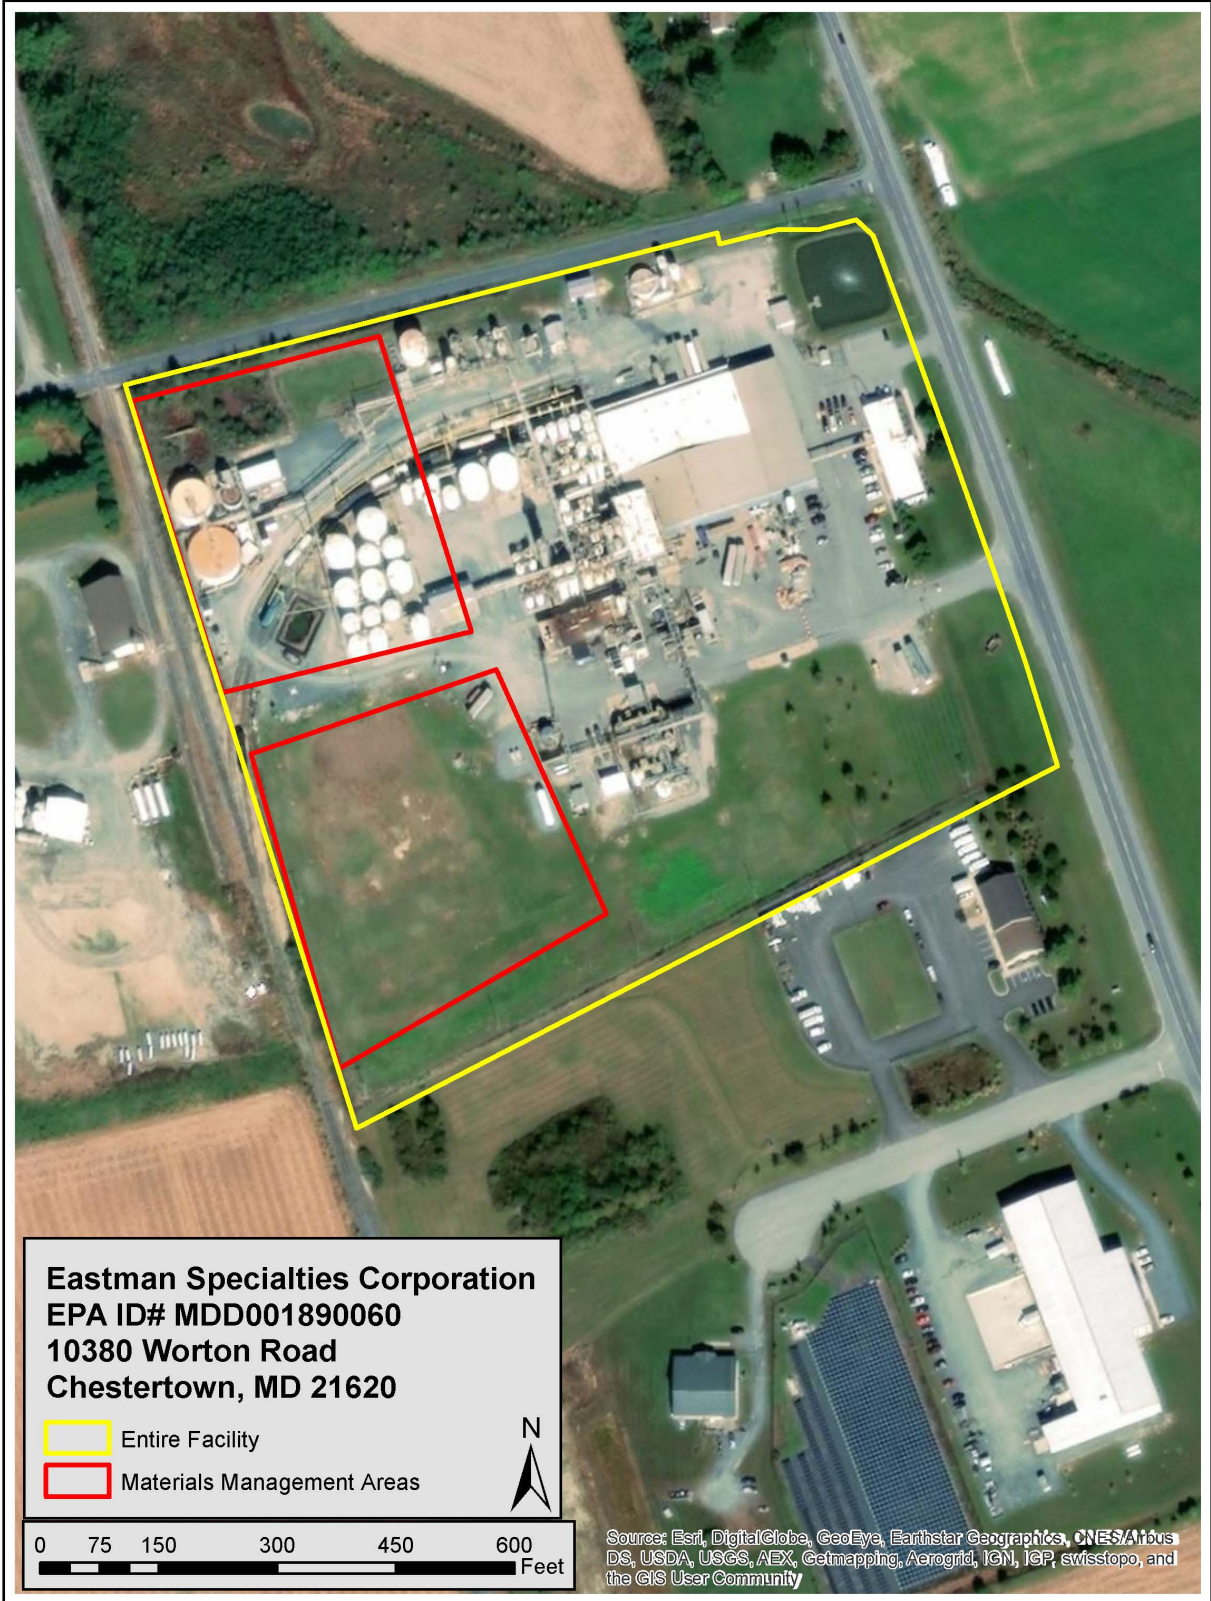 Eastman Specialties Corporation
EPA ID# MDD001890060
10380 Worton Road
Chestertown, MD 21620
Entire Facility
N
Materials Management Areas
0 75 150 300 450 600
Feet
Source: Esri, DigitalGlobe, GeoEye, Earthstar Geographics, CNES/Airbus
DS, USDA, USGS, AEX, Getmapping, Aerogrid, IGN, IGP, swisstopo, and
the GIS User Community